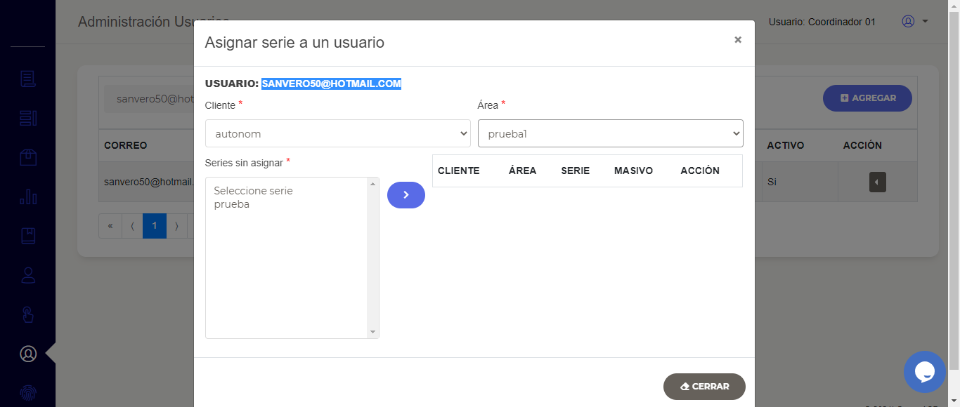 Administración Usuarios
Usuario: Coordinador 01
Asignar serie a un usuario
×
USUARIO: SANVERO50@HOTMAIL.COM
Cliente *
Área *
autonom
prueba1
Series sin asignar *
Seleccione serie
prueba
CLIENTE ÁREA SERIE MASIVO ACCIÓN
CERRAR
sanvero50@hot
AGREGAR
CORREO
ACTIVO ACCIÓN
sanvero50@hotmail.
Si
« ⟨ 1 ⟩